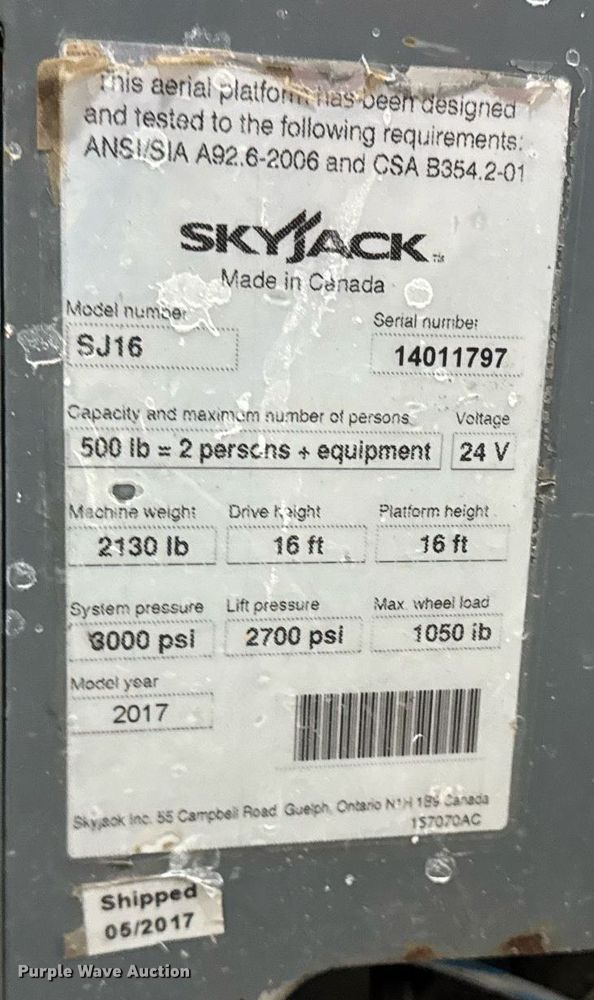 This aerial platform has been designed
and tested to the following requirements:
ANSI/SIA A92.6-2006 and CSA B354.2-01
SKYJACK TM
Made in Canada
Model number Serial number
SJ16 14011797
Capacity and maximum number of persons Voltage
500 lb = 2 persons + equipment 24 V
Machine weight Drive height Platform height
2130 lb 16 ft 16 ft
System pressure Lift pressure Max. wheel load
3000 psi 2700 psi 1050 lb
Model year
2017
Skyjack Inc. 55 Campbell Road Guelph, Ontario N1H 1B9 Canada
157070AC
Shipped
05/2017
Purple Wave Auction